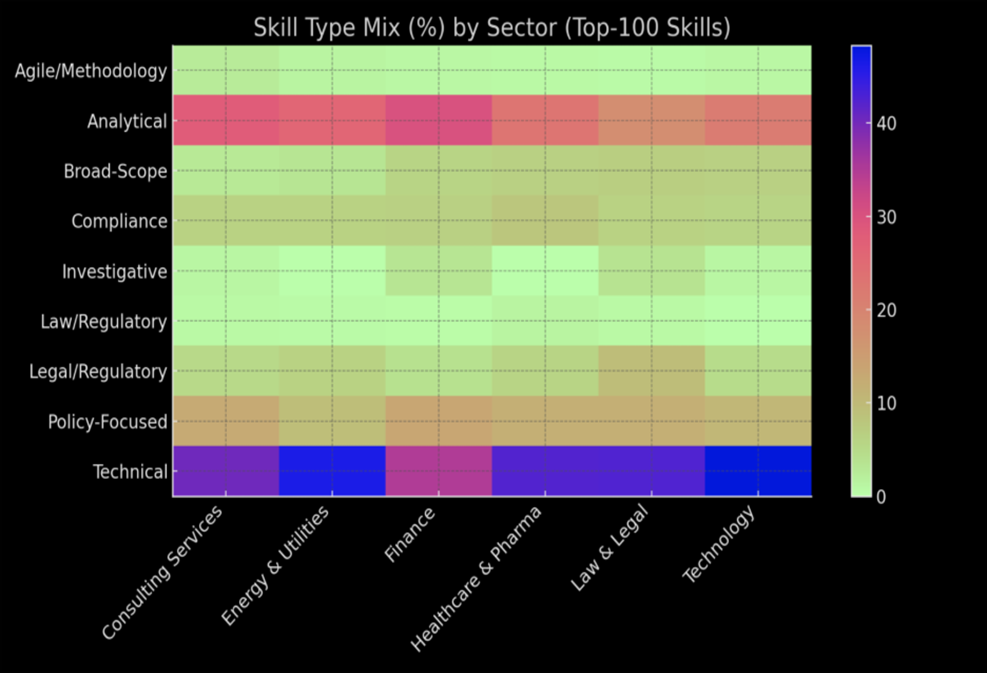 Skill Type Mix (%) by Sector (Top-100 Skills)
Agile/Methodology
Analytical
Broad-Scope
Compliance
Investigative
Law/Regulatory
Legal/Regulatory
Policy-Focused
Technical
Consulting Services
Energy & Utilities
Finance
Healthcare & Pharma
Law & Legal
Technology
40
30
20
10
0